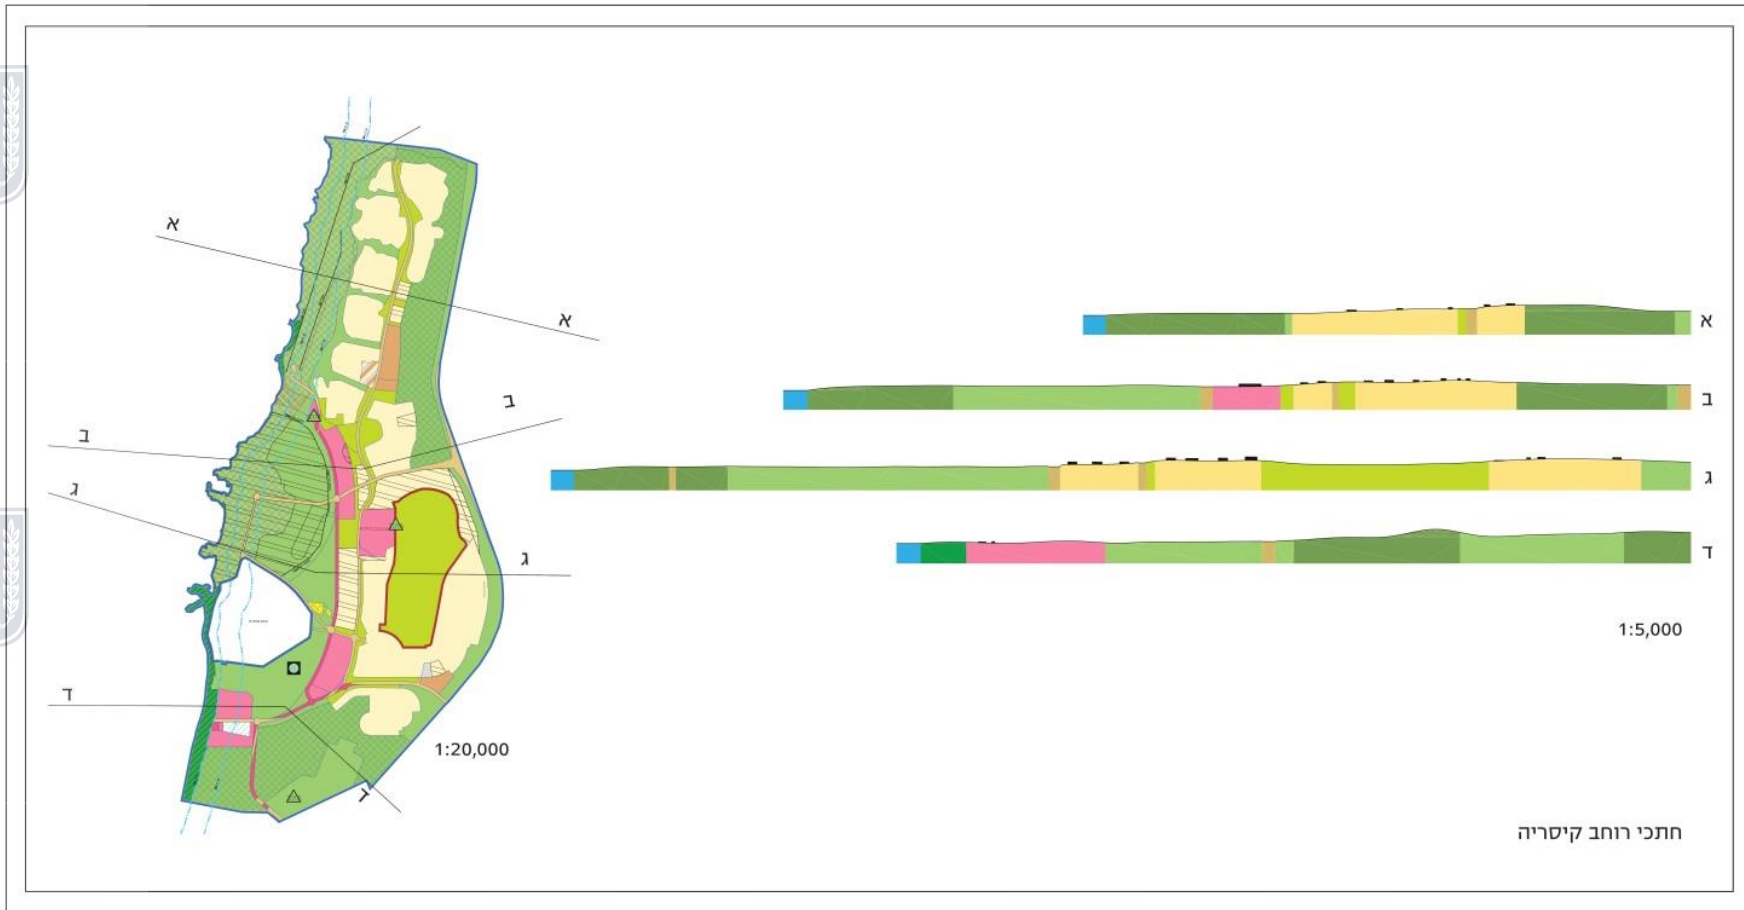 א
א
ב
ב
ג
ג
ד
ד
1:20,000
א
ב
ג
ד
1:5,000
חתכי רוחב קיסריה